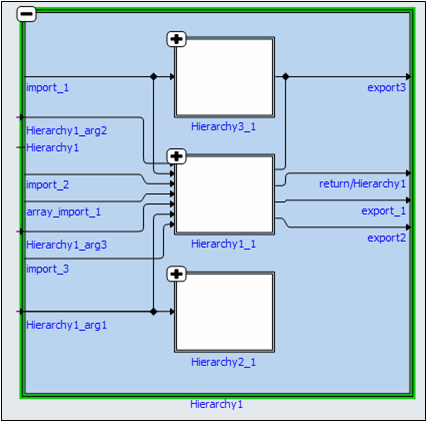 import_1
export3
Hierarchy3_1
Hierarchy1_arg2
Hierarchy1
import_2
return/Hierarchy1
array_import_1
export_1
Hierarchy1_1
Hierarchy1_arg3
export2
import_3
Hierarchy1_arg1
Hierarchy2_1
Hierarchy1